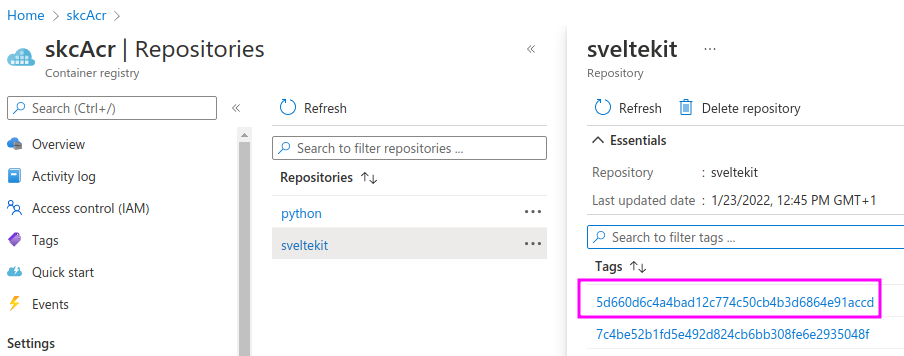 Home > skcAcr >
skcAcr | Repositories
Container registry
«
Search (Ctrl+/)
«
Overview
Activity log
Access control (IAM)
Tags
Quick start
Events
Settings
Refresh
Search to filter repositories ...
Repositories ↑↓
python ...
sveltekit ...
sveltekit ...
Repository
Refresh Delete repository
Essentials
Repository : sveltekit
Last updated date : 1/23/2022, 12:45 PM GMT+1
Search to filter tags ...
Tags ↑↓
5d660d6c4a4bad12c774c50cb4b3d6864e91accd
7c4be52b1fd5e492d824cb6bb308fe6e2935048f